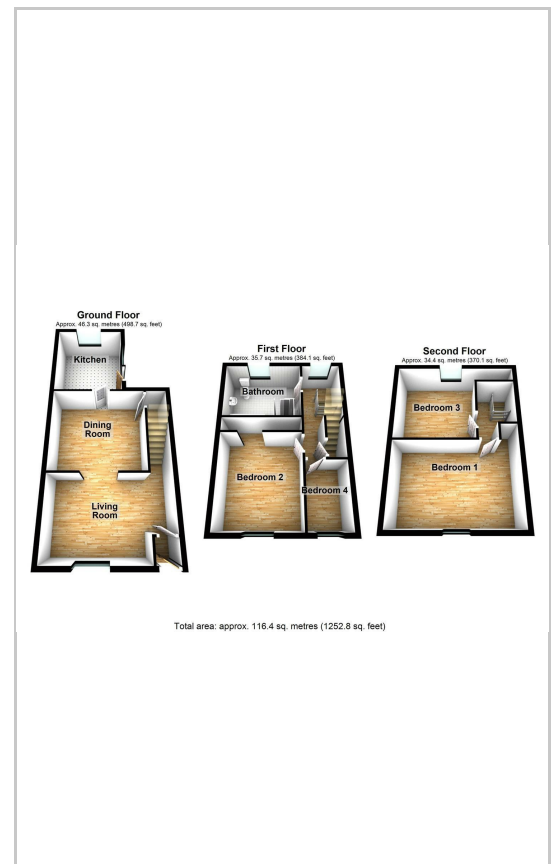 Ground Floor
Approx. 46.3 sq. metres (498.7 sq. feet)
Kitchen
Dining
Room
Living
Room
First Floor
Approx. 35.7 sq. metres (384.1 sq. feet)
Bathroom
Bedroom 2
Bedroom 4
Second Floor
Approx. 34.4 sq. metres (370.1 sq. feet)
Bedroom 3
Bedroom 1
Total area: approx. 116.4 sq. metres (1252.8 sq. feet)